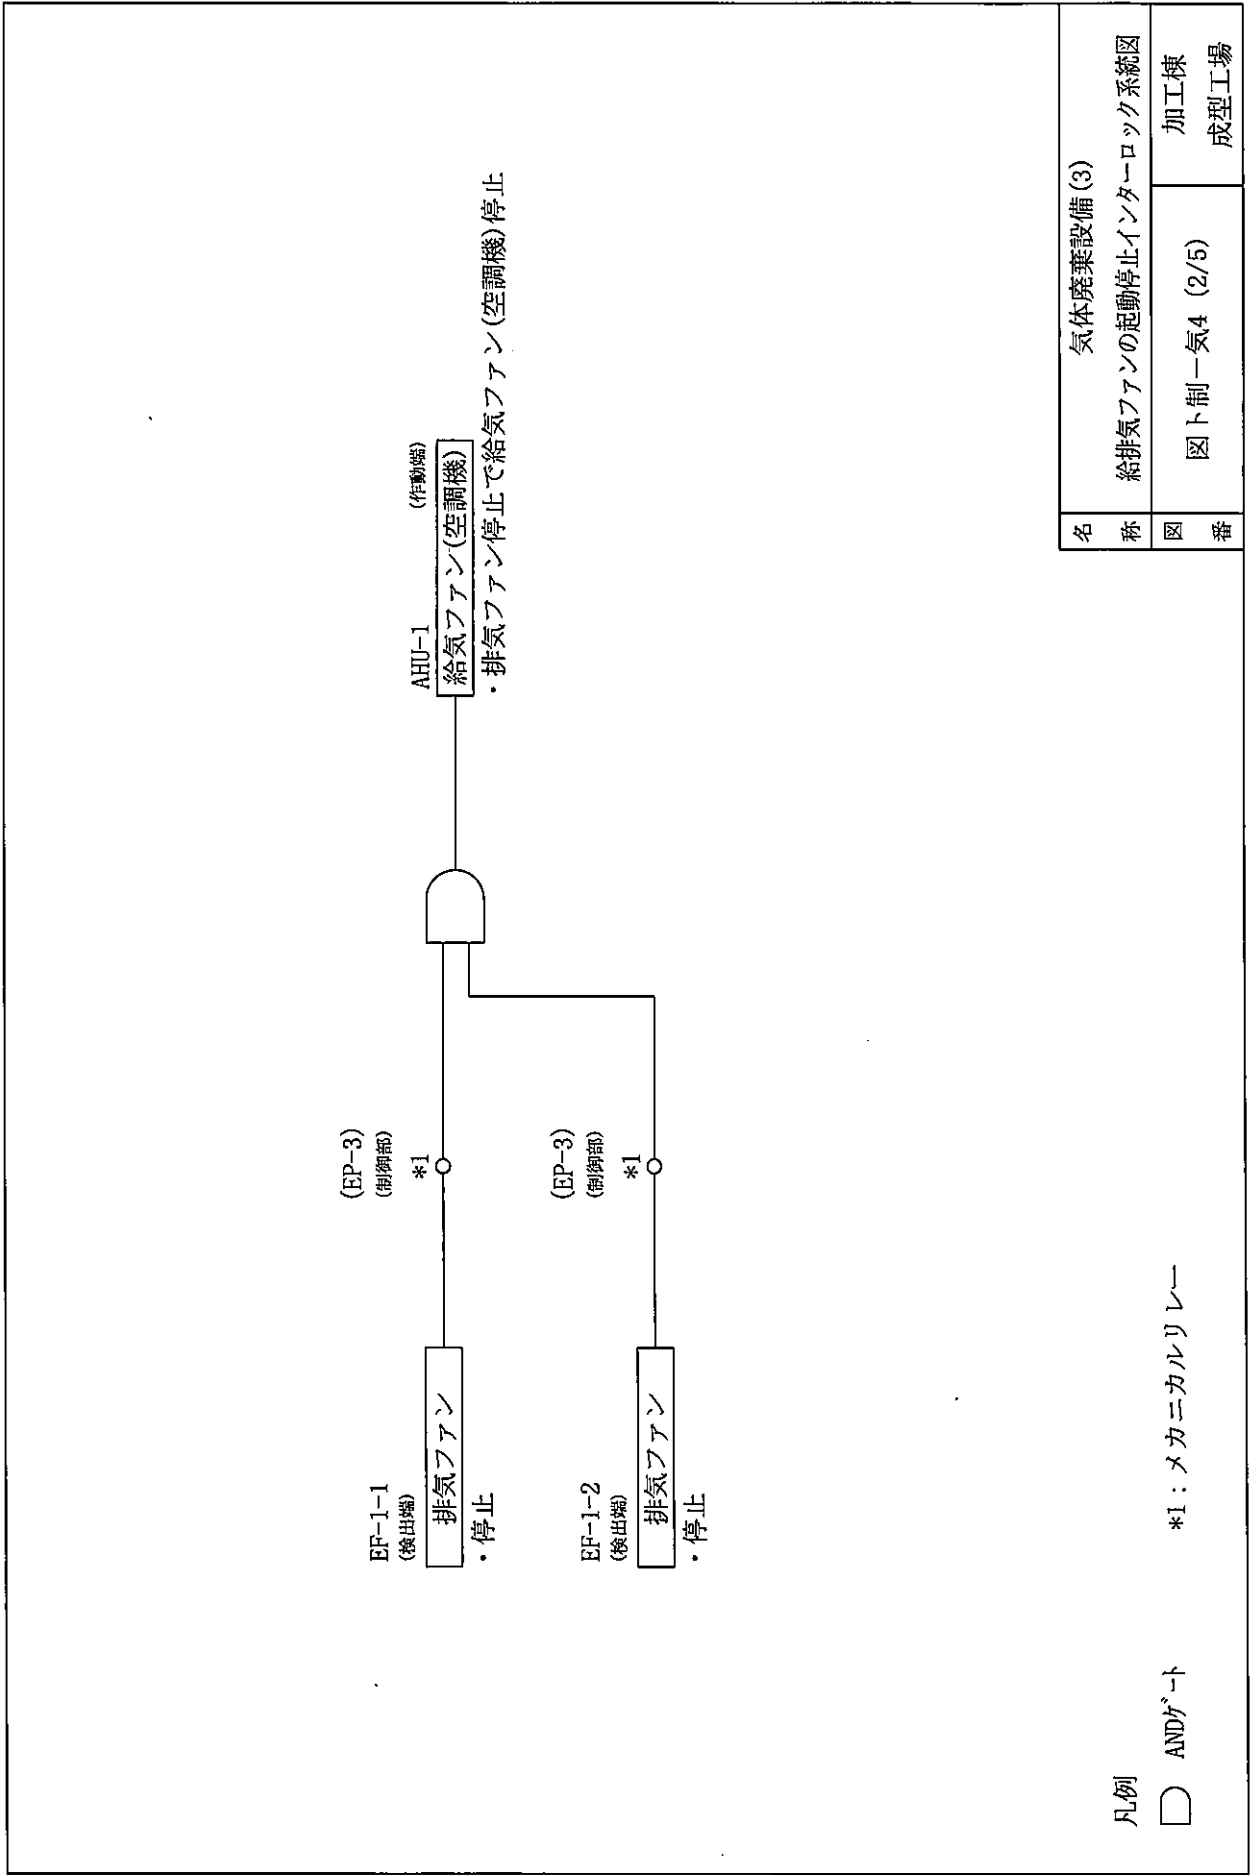 EF-1-1
(検出端)
排気ファン
・停止
(EP-3)
(制御部)
*1
EF-1-2
(検出端)
排気ファン
・停止
(EP-3)
(制御部)
*1
AHU-1 (作動端)
給気ファン(空調機)
・排気ファン停止で給気ファン(空調機)停止
凡例
ANDゲート
*1：メカニカルリレー
名称
気体廃棄設備(3)
給排気ファンの起動停止インターロック系統図
図番
図ト制－気4 (2/5)
加工棟
成型工場